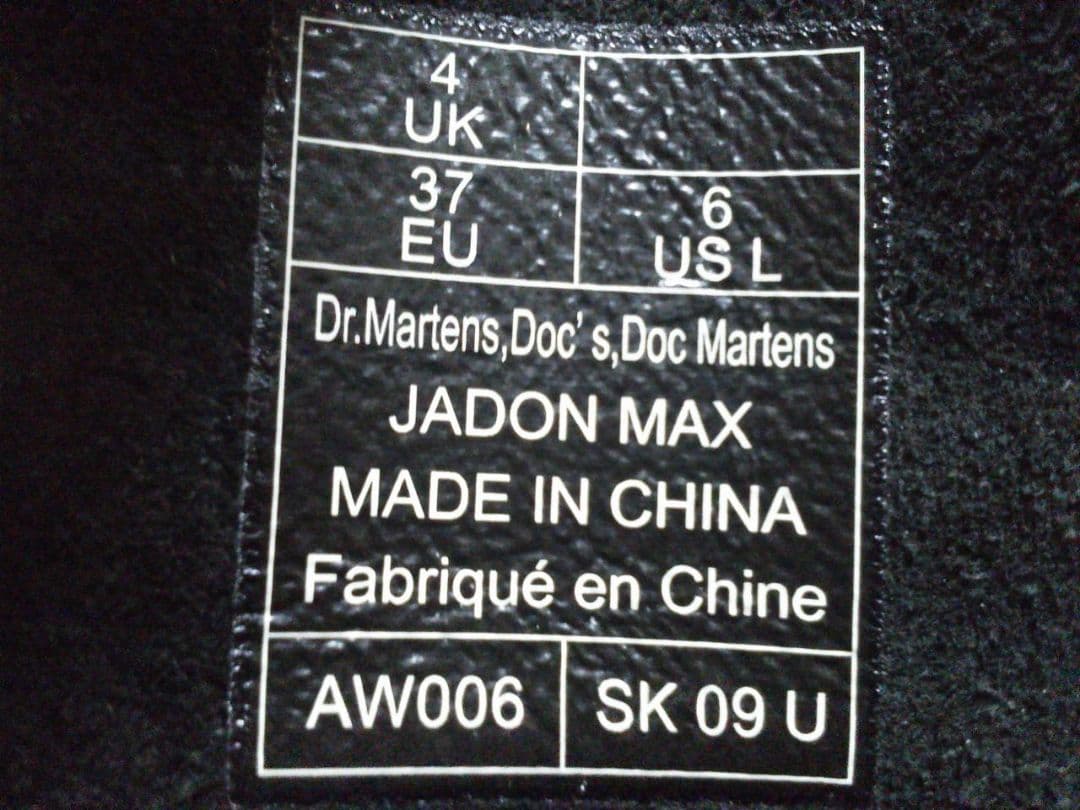 4
UK
37
EU
6
US L
Dr.Martens,Doc's,Doc Martens
JADON MAX
MADE IN CHINA
Fabriqué en Chine
AW006
SK 09 U